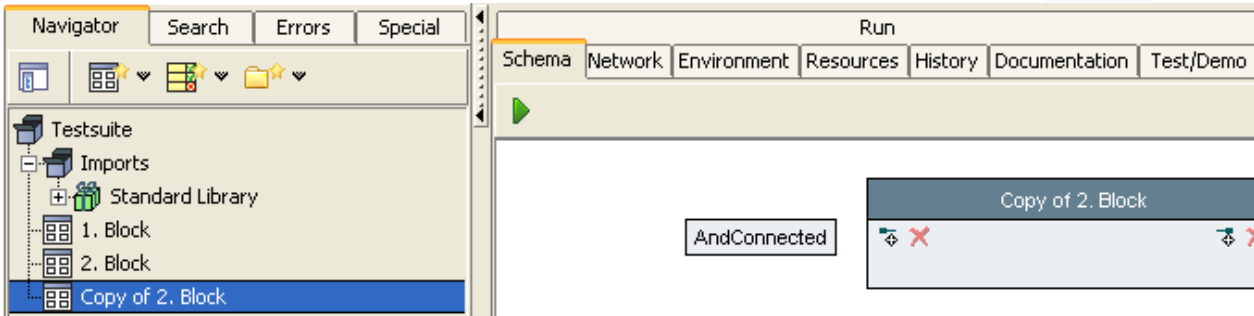 Navigator Search Errors Special
Testsuite
Imports
Standard Library
1. Block
2. Block
Copy of 2. Block
Run
Schema Network Environment Resources History Documentation Test/Demo
AndConnected
Copy of 2. Block